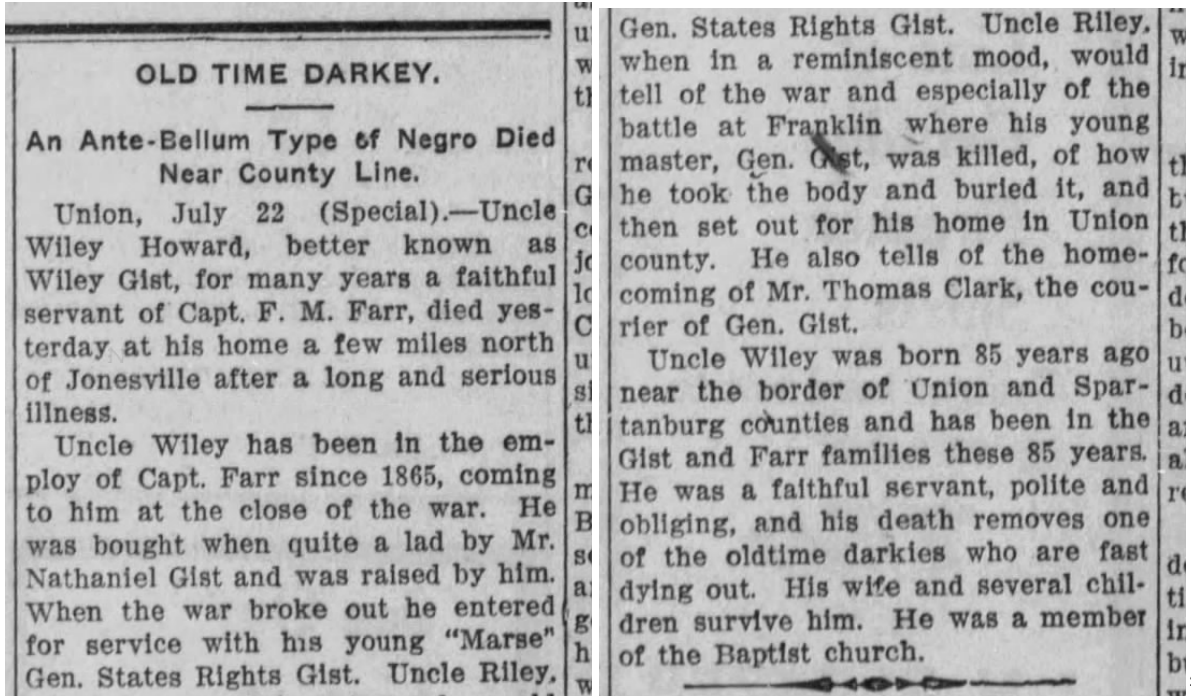 OLD TIME DARKEY.
An Ante-Bellum Type of Negro Died
Near County Line.
Union, July 22 (Special).—Uncle
Wiley Howard, better known as
Wiley Gist, for many years a faithful
servant of Capt. F. M. Farr, died yes-
terday at his home a few miles north
of Jonesville after a long and serious
illness.
Uncle Wiley has been in the em-
ploy of Capt. Farr since 1865, coming
to him at the close of the war. He
was bought when quite a lad by Mr.
Nathaniel Gist and was raised by him.
When the war broke out he entered
for service with his young "Marse"
Gen. States Rights Gist. Uncle Riley,
Gen. States Rights Gist. Uncle Riley,
when in a reminiscent mood, would
tell of the war and especially of the
battle at Franklin where his young
master, Gen. Gist, was killed, of how
he took the body and buried it, and
then set out for his home in Union
county. He also tells of the home-
coming of Mr. Thomas Clark, the cou-
rier of Gen. Gist.
Uncle Wiley was born 85 years ago
near the border of Union and Spar-
tanburg counties and has been in the
Gist and Farr families these 85 years.
He was a faithful servant, polite and
obliging, and his death removes one
of the oldtime darkies who are fast
dying out. His wife and several chil-
dren survive him. He was a member
of the Baptist church.